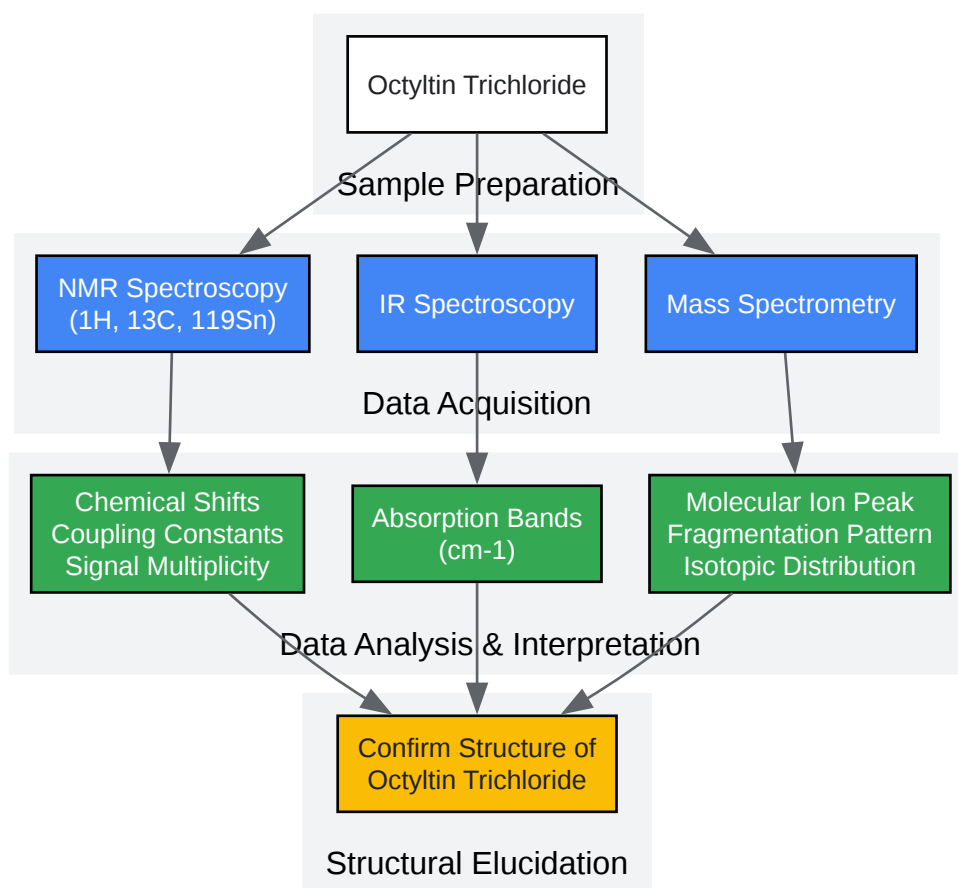 Octyltin Trichloride
Sample Preparation
NMR Spectroscopy
(1H, 13C, 119Sn)
IR Spectroscopy
Mass Spectrometry
Data Acquisition
Chemical Shifts
Coupling Constants
Signal Multiplicity
Absorption Bands
(cm-1)
Molecular Ion Peak
Fragmentation Pattern
Isotopic Distribution
Data Analysis & Interpretation
Confirm Structure of
Octyltin Trichloride
Structural Elucidation